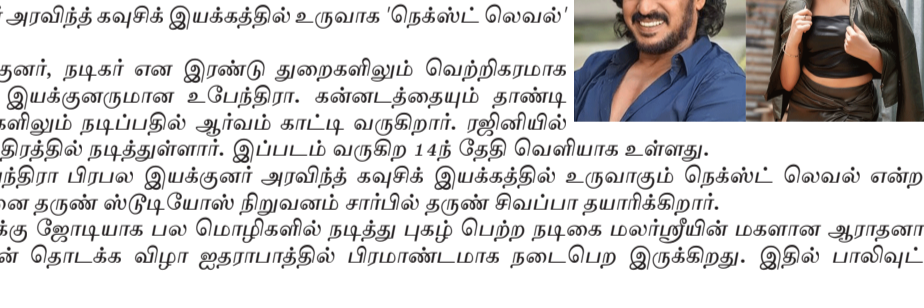 அரவிந்த் கவுசிக் இயக்கத்தில் உருவாக 'நெக்ஸ்ட் லெவல்'
குனர், நடிகர் என இரண்டு துறைகளிலும் வெற்றிகரமாக
இயக்குனருமான உபேந்திரா. கன்னடத்தையும் தாண்டி
களிலும் நடிப்பதில் ஆர்வம் காட்டி வருகிறார். ரஜினியில்
திரத்தில் நடித்துள்ளார். இப்படம் வருகிற 14ந் தேதி வெளியாக உள்ளது.
ந்திரா பிரபல இயக்குனர் அரவிந்த் கவுசிக் இயக்கத்தில் உருவாகும் நெக்ஸ்ட் லெவல் என்ற
னை தருண் ஸ்டூடியோஸ் நிறுவனம் சார்பில் தருண் சிவப்பா தயாரிக்கிறார்.
க்கு ஜோடியாக பல மொழிகளில் நடித்து புகழ் பெற்ற நடிகை மலர்ஸ்ரீயின் மகளான ஆராதனா
ன் தொடக்க விழா ஐதராபாத்தில் பிரமாண்டமாக நடைபெற இருக்கிறது. இதில் பாலிவுட்